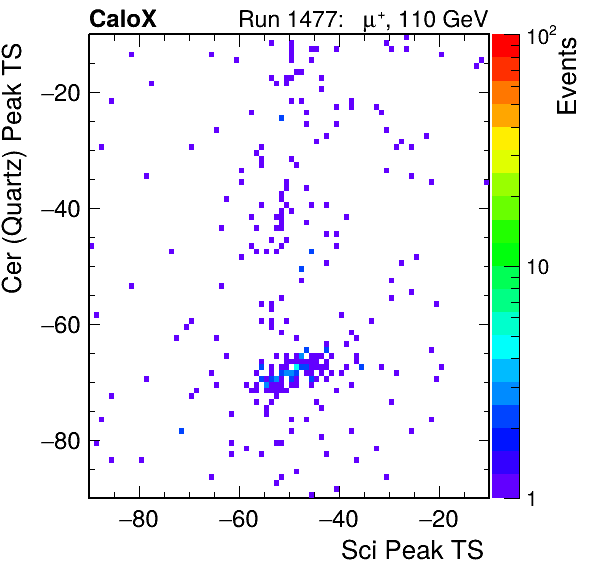 CaloX Run 1477: μ⁺, 110 GeV
Cer (Quartz) Peak TS
−20
−40
−60
−80
−80 −60 −40 −20
Sci Peak TS
10²
10
1
Events